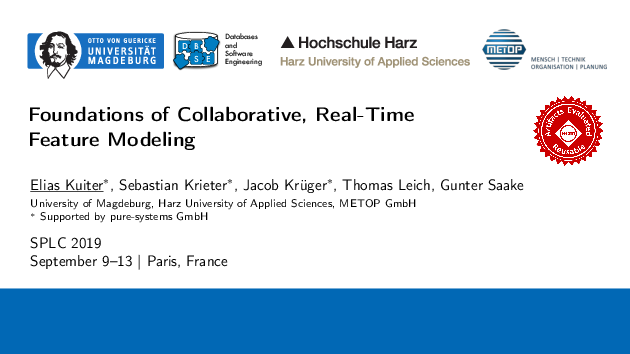 OTTO VON GUERICKE
UNIVERSITÄT
MAGDEBURG
D B
S E
Databases
and
Software
Engineering
Hochschule Harz
Harz University of Applied Sciences
METOP
MENSCH | TECHNIK
ORGANISATION | PLANUNG
Foundations of Collaborative, Real-Time
Feature Modeling
Artifacts Evaluated
acm
Reusable
Elias Kuiter*, Sebastian Krieter*, Jacob Krüger*, Thomas Leich, Gunter Saake
University of Magdeburg, Harz University of Applied Sciences, METOP GmbH
* Supported by pure-systems GmbH
SPLC 2019
September 9–13 | Paris, France